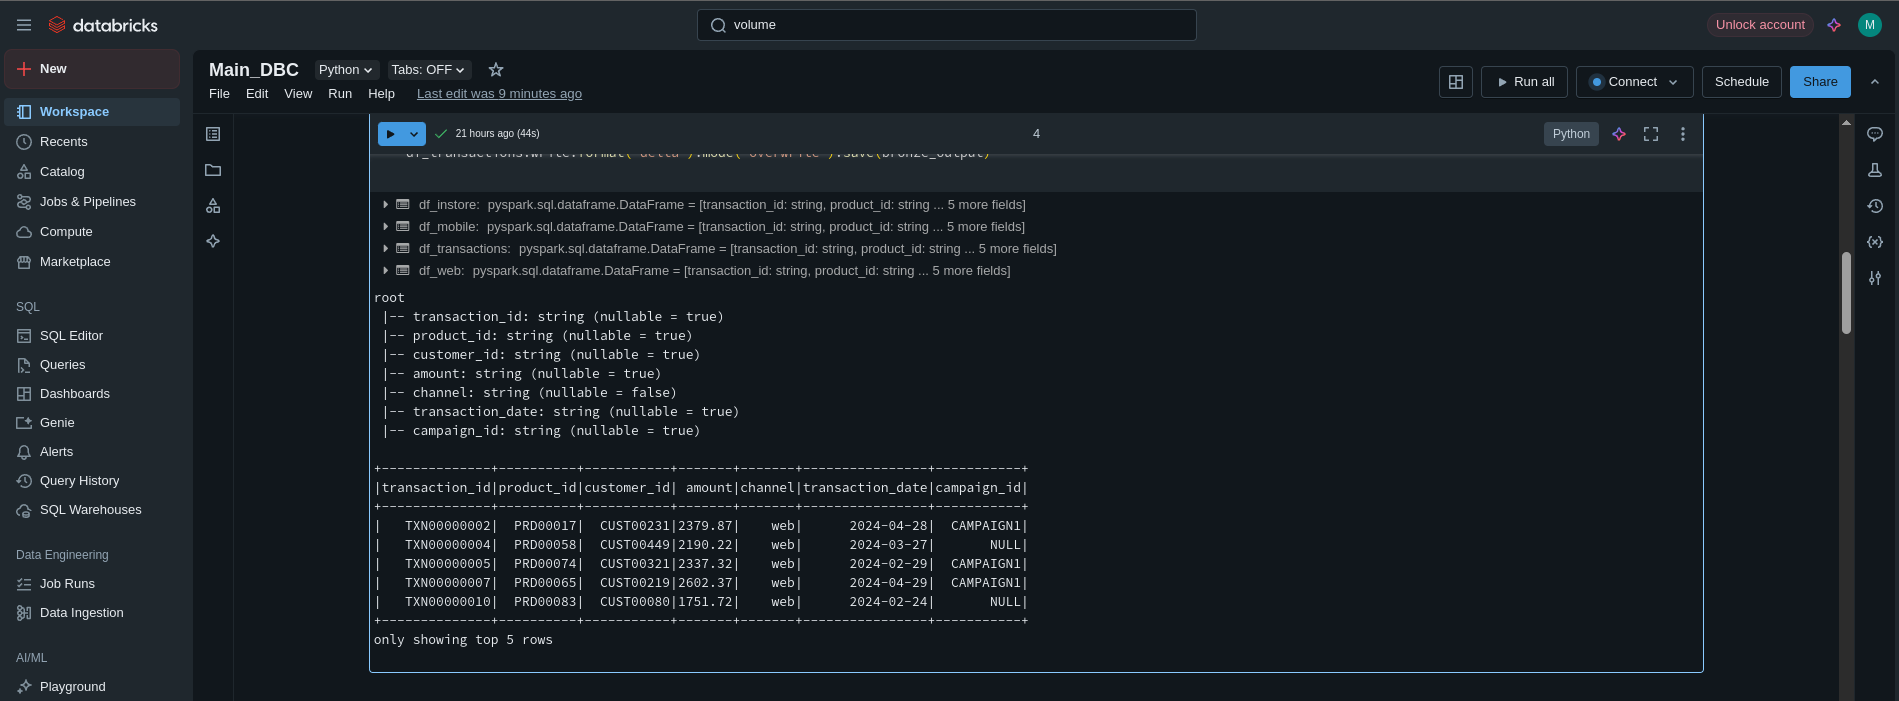 databricks
volume
Unlock account
M
New
Workspace
Recents
Catalog
Jobs & Pipelines
Compute
Marketplace
SQL
SQL Editor
Queries
Dashboards
Genie
Alerts
Query History
SQL Warehouses
Data Engineering
Job Runs
Data Ingestion
AI/ML
Playground
Main_DBC
Python
Tabs: OFF
File Edit View Run Help Last edit was 9 minutes ago
Run all
Connect
Schedule
Share
21 hours ago (44s)
4
Python
df_transactions.write.format("delta").mode("overwrite").save(bronze_output)
df_instore: pyspark.sql.dataframe.DataFrame = [transaction_id: string, product_id: string ... 5 more fields]
df_mobile: pyspark.sql.dataframe.DataFrame = [transaction_id: string, product_id: string ... 5 more fields]
df_transactions: pyspark.sql.dataframe.DataFrame = [transaction_id: string, product_id: string ... 5 more fields]
df_web: pyspark.sql.dataframe.DataFrame = [transaction_id: string, product_id: string ... 5 more fields]
root
 |-- transaction_id: string (nullable = true)
 |-- product_id: string (nullable = true)
 |-- customer_id: string (nullable = true)
 |-- amount: string (nullable = true)
 |-- channel: string (nullable = false)
 |-- transaction_date: string (nullable = true)
 |-- campaign_id: string (nullable = true)
+--------------+----------+-----------+-------+-------+----------------+-----------+
|transaction_id|product_id|customer_id| amount|channel|transaction_date|campaign_id|
+--------------+----------+-----------+-------+-------+----------------+-----------+
|   TXN00000002|  PRD00017|  CUST00231|2379.87|    web|      2024-04-28|  CAMPAIGN1|
|   TXN00000004|  PRD00058|  CUST00449|2190.22|    web|      2024-03-27|       NULL|
|   TXN00000005|  PRD00074|  CUST00321|2337.32|    web|      2024-02-29|  CAMPAIGN1|
|   TXN00000007|  PRD00065|  CUST00219|2602.37|    web|      2024-04-29|  CAMPAIGN1|
|   TXN00000010|  PRD00083|  CUST00080|1751.72|    web|      2024-02-24|       NULL|
+--------------+----------+-----------+-------+-------+----------------+-----------+
only showing top 5 rows